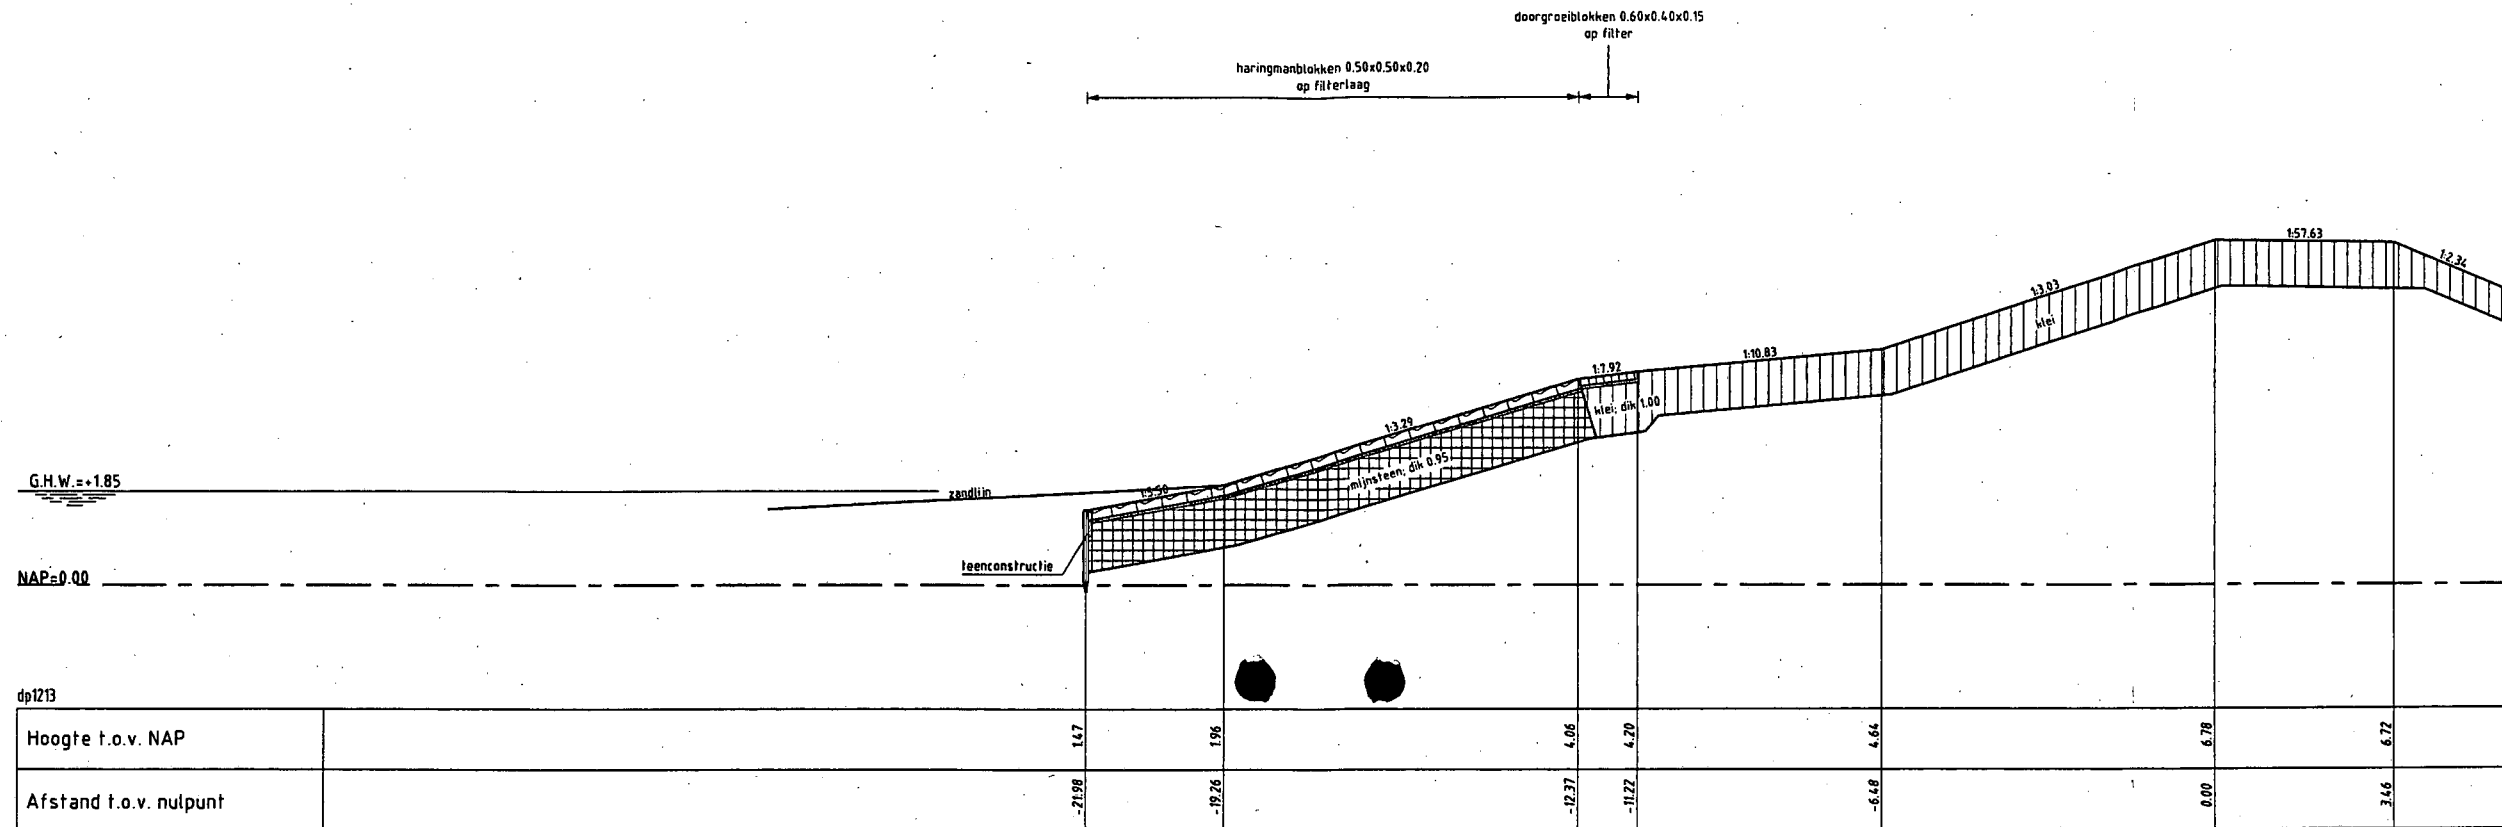 doorgroeiblokken 0.60x0.40x0.15
op filter
haringmanblokken 0.50x0.50x0.20
op filterlaag
1:57.63
1:2.34
1:3.03
klei
1:10.83
1:7.92
klei; dik 1.00
1:3.29
mijnsteen; dik 0.95
G.H.W.=+1.85
zandlijn
1:5.50
teenconstructie
NAP=0.00
dp1213
Hoogte t.o.v. NAP 1.47 1.96 4.06 4.20 4.64 6.78 6.72
Afstand t.o.v. nulpunt -21.98 -19.26 -12.37 -11.22 -6.48 0.00 3.46